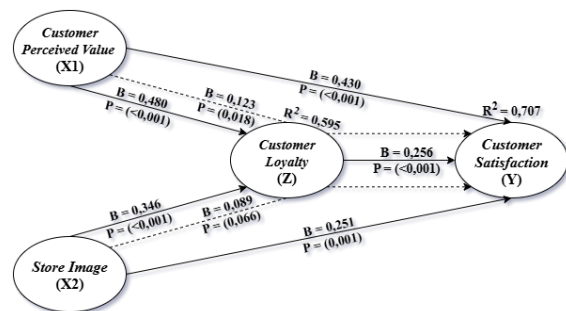 Customer
Perceived Value
(X1)
B = 0,430
P = (<0,001)
B = 0,123
P = (0,018)
B = 0,480
P = (<0,001)
R² = 0,595
R² = 0,707
Customer
Loyalty
(Z)
B = 0,256
P = (<0,001)
Customer
Satisfaction
(Y)
B = 0,346
P = (<0,001)
B = 0,089
P = (0,066)
B = 0,251
P = (0,001)
Store Image
(X2)